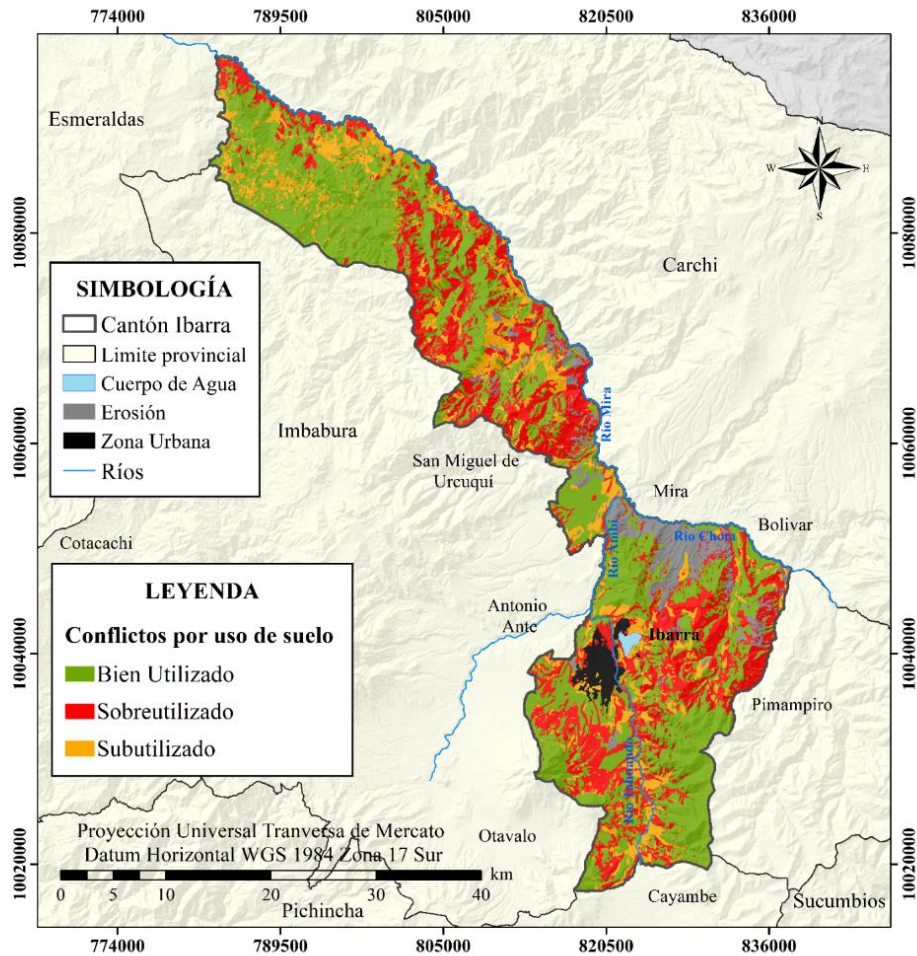 774000 789500 805000 820500 836000
Esmeraldas
N
W E
S
Carchi
10080000 10080000
SIMBOLOGÍA
Cantón Ibarra
Limite provincial
Cuerpo de Agua
Erosión
Zona Urbana
Ríos
Imbabura
Río Mira
10060000 10060000
San Miguel de
Urcuquí
Mira
Bolivar
Cotacachi
Río Chota
Río Ambi
LEYENDA
Conflictos por uso de suelo
Bien Utilizado
Sobreutilizado
Subutilizado
Antonio
Ante
Ibarra
10040000 10040000
Pimampiro
Río Tahuando
Proyección Universal Tranversa de Mercato
Datum Horizontal WGS 1984 Zona 17 Sur
0 5 10 20 30 40 km
Otavalo
10020000 10020000
Cayambe
Sucumbios
Pichincha
774000 789500 805000 820500 836000